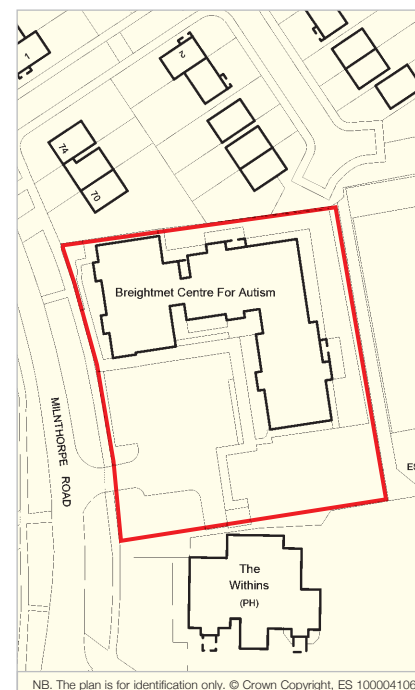 1
2
74
70
Breightmet Centre For Autism
MILNTHORPE ROAD
ES
The
Withins
(PH)
NB. The plan is for identification only. © Crown Copyright, ES 100004106